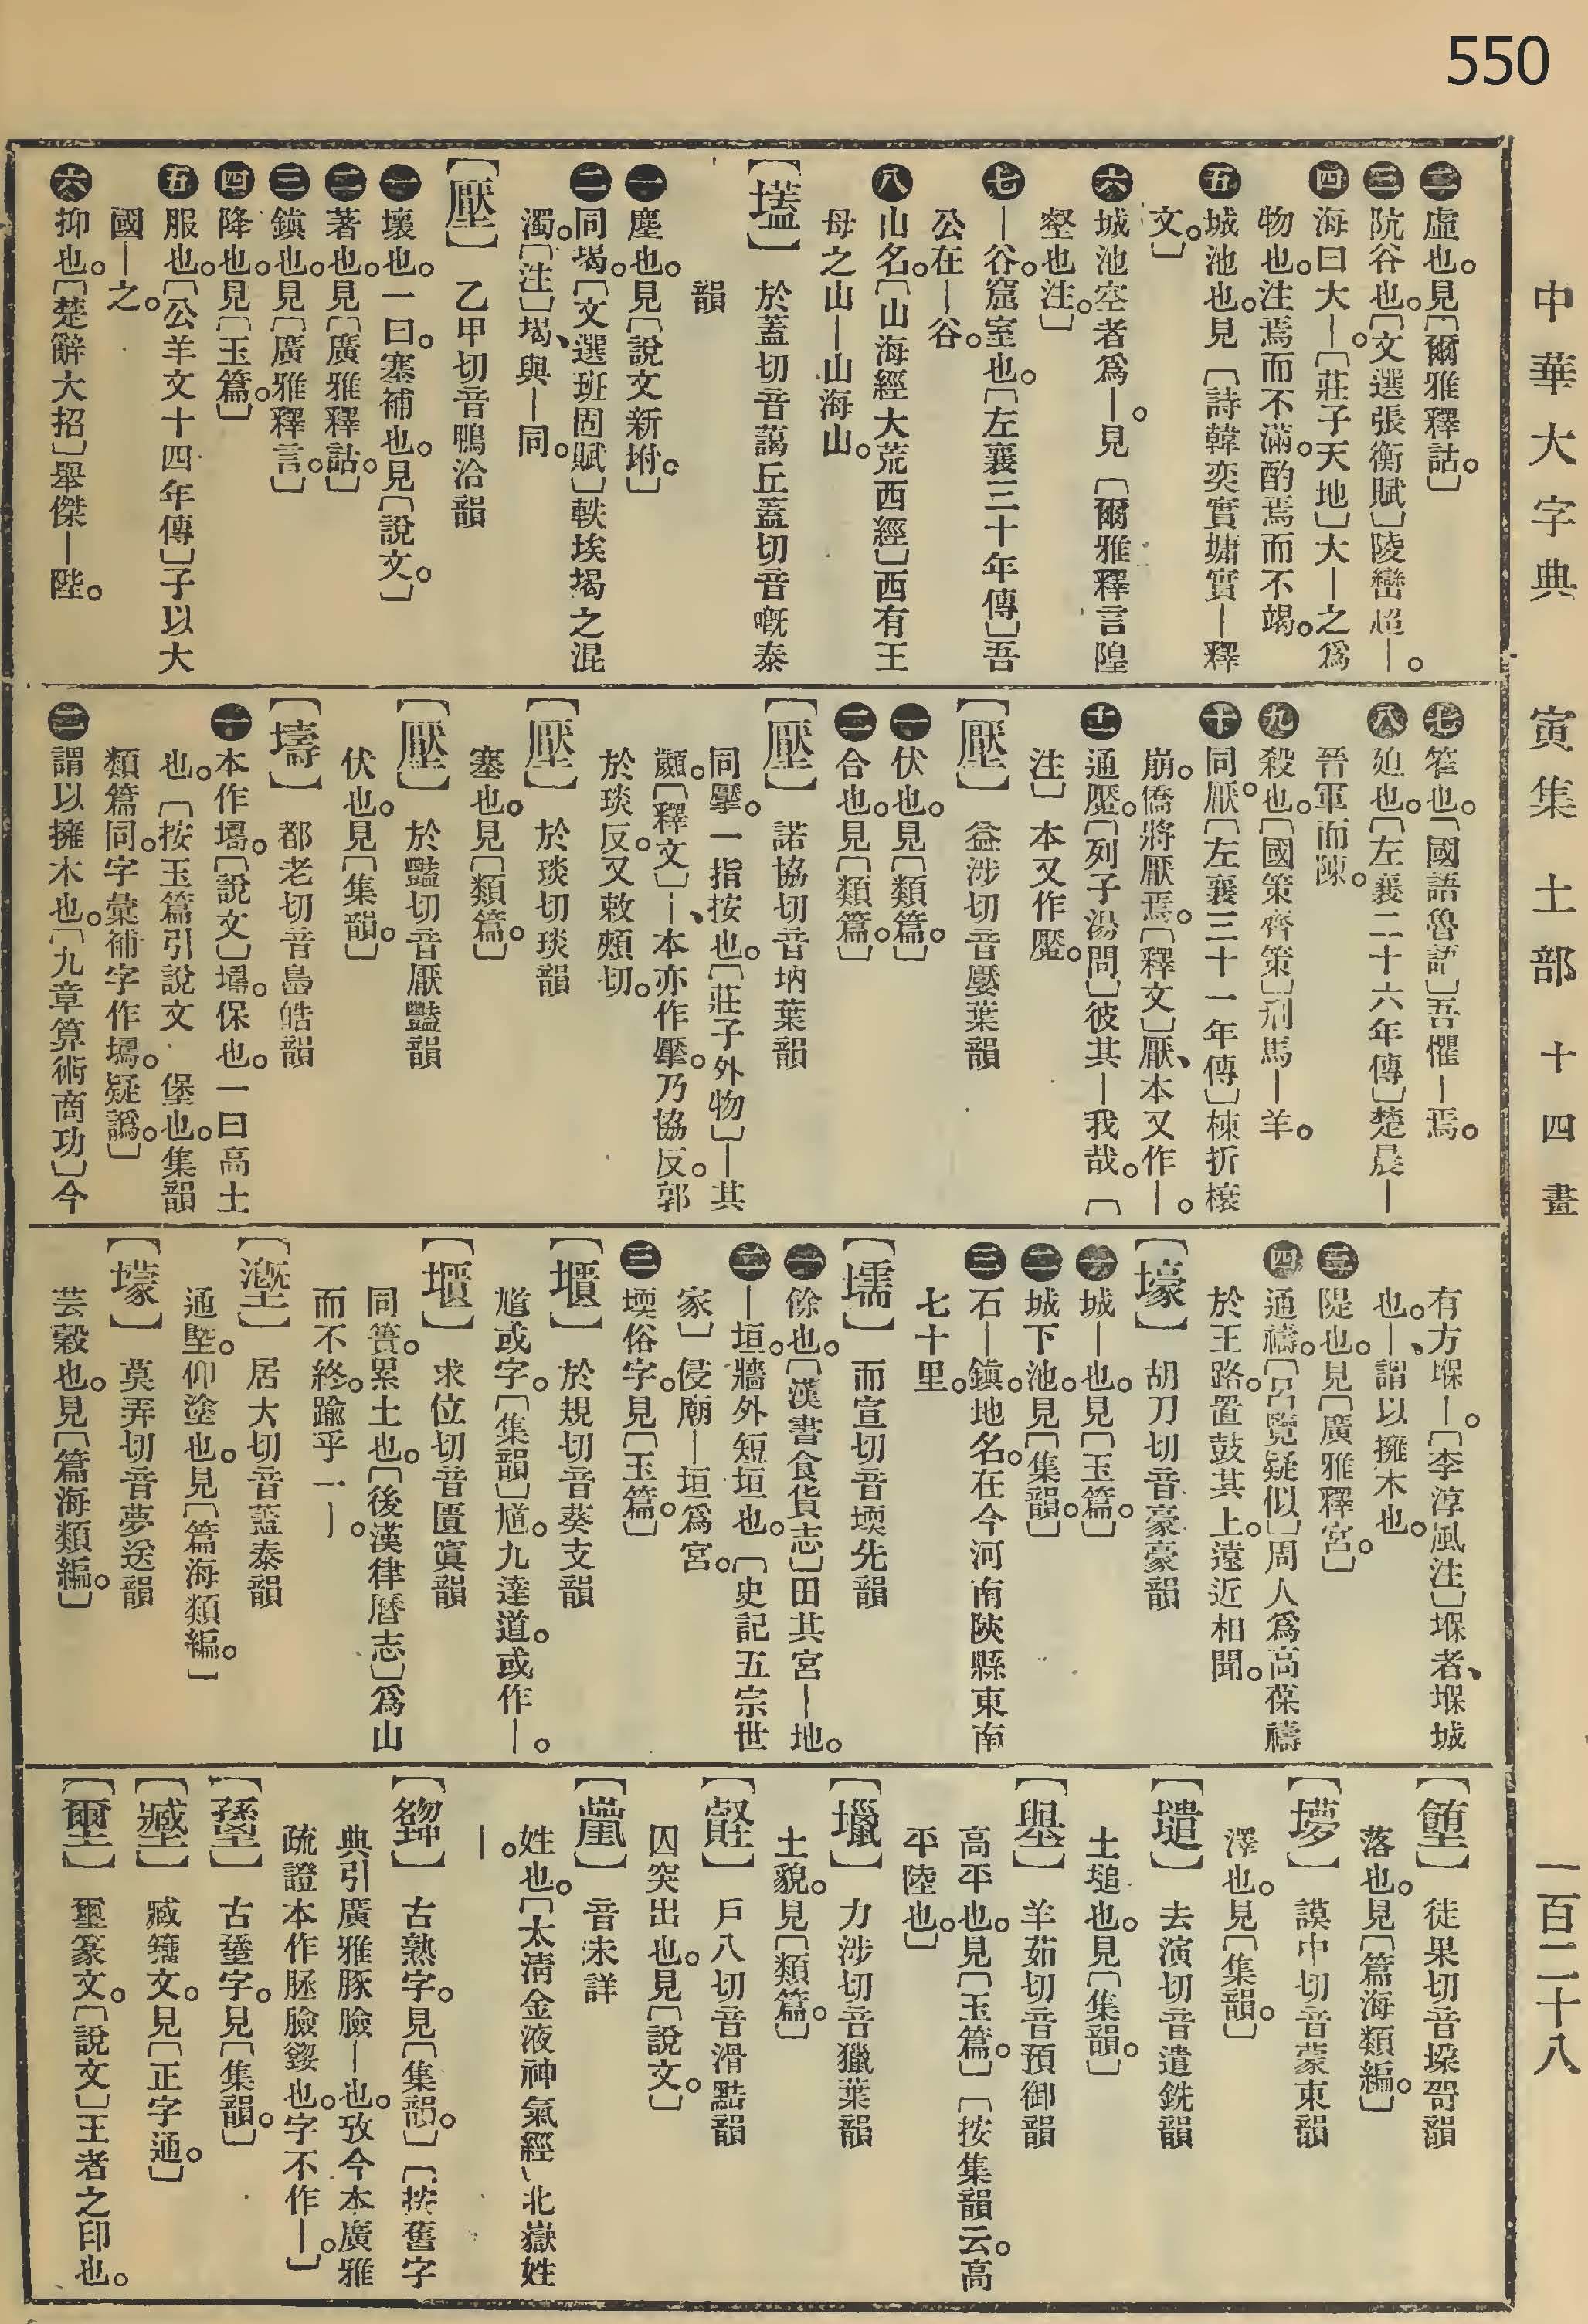 550
中華大字典 寅集 土部 十四畫 一百二十八
二 虛也。見〔爾雅釋詁。〕
三 阬谷也。〔文選張衡賦〕陵巒超｜。
四 海曰大｜。〔莊子天地〕大｜之爲
物也。注焉而不滿。酌焉而不竭。
五 城池也。見〔詩韓奕實墉實｜釋
文。〕
六 城池空者爲｜。見〔爾雅釋言隍
壑也注。〕
七 ｜谷。窟室也。〔左襄三十年傳〕吾
公在｜谷。
八 山名。〔山海經大荒西經〕西有王
母之山｜山海山。
〔壒〕 於蓋切音藹丘蓋切音嘅泰
韻
一 塵也。見〔說文新坿。〕
二 同堨。〔文選班固賦〕軼埃堨之混
濁。〔注〕堨、與｜同。
〔壓〕 乙甲切音鴨洽韻
一 壞也。一曰。塞補也。見〔說文。〕
二 著也。見〔廣雅釋詁。〕
三 鎭也。見〔廣雅釋言。〕
四 降也。見〔玉篇。〕
五 服也。〔公羊文十四年傳〕子以大
國｜之。
六 抑也。〔楚辭大招〕舉傑｜陛。
七 笮也。〔國語魯語〕吾懼｜焉。
八 迫也。〔左襄二十六年傳〕楚晨｜
晉軍而陳。
九 殺也。〔國策齊策〕刑馬｜羊。
十 同厭。〔左襄三十一年傳〕棟折榱
崩。僑將厭焉。〔釋文〕厭、本又作｜。
十一 通魘。〔列子湯問〕彼其｜我哉。〔
注〕本又作魘。
〔壓〕 益涉切音㜝葉韻
一 伏也。見〔類篇。〕
二 合也。見〔類篇。〕
〔壓〕 諾協切音㘨葉韻
同擪。一指按也。〔莊子外物〕｜其
顪。〔釋文〕｜、本亦作擪。乃協反。郭
於琰反。又敕頰切。
〔壓〕 於琰切琰韻
塞也。見〔類篇。〕
〔壓〕 於豔切音厭豔韻
伏也。見〔集韻。〕
〔壔〕 都老切音島皓韻
一 本作𡑞。〔說文〕𡑞。保也。一曰高土
也。〔按玉篇引說文 堡也。集韻
類篇同。字彙補字作𡑞。疑譌。〕
二 謂以擁木也。〔九章算術商功〕今
有方堢｜。〔李淳風注〕堢者、堢城
也。｜、謂以擁木也。
三 隄也。見〔廣雅釋宮。〕
四 通禱。〔呂覽疑似〕周人爲高葆禱
於王路。置鼓其上。遠近相聞。
〔壕〕 胡刀切音豪豪韻
一 城｜也。見〔玉篇。〕
二 城下池。見〔集韻。〕
三 石｜。鎮地名。在今河南陜縣東南
七十里。
〔壖〕 而宣切音堧先韻
一 餘也。〔漢書食貨志〕田其宮｜地。
二 ｜垣。牆外短垣也。〔史記五宗世
家〕侵廟｜垣爲宮。
三 堧俗字。見〔玉篇。〕
〔㙺〕 於規切音葵支韻
馗或字。〔集韻〕馗。九達道。或作｜。
〔㙺〕 求位切音匱寘韻
同簣。累土也。〔後漢律曆志〕爲山
而不終。踰乎一｜。
〔墍〕 居大切音蓋泰韻
通墍。仰塗也。見〔篇海類編。〕
〔㙹〕 莫弄切音夢送韻
芸穀也。見〔篇海類編。〕
徒果切音垜哿韻
落也。見〔篇海類編。〕
謨中切音蒙東韻
澤也。見〔集韻。〕
去演切音遣銑韻
土塠也。見〔集韻。〕
羊茹切音預御韻
高平也。見〔玉篇。〕〔按集韻云。高
平陸也。〕
力涉切音獵葉韻
土貌。見〔類篇。〕
戶八切音滑黠韻
囚突出也。見〔說文。〕
音未詳
姓也。〔太淸金液神氣經〕北嶽姓
｜。
古熟字。見〔集韻。〕〔按舊字
典引廣雅豚臉｜也。攷今本廣雅
疏證本作豚臉也。字不作｜。〕
古字。見〔集韻。〕
臧籀文。見〔正字通。〕
璽篆文。〔說文〕王者之印也。